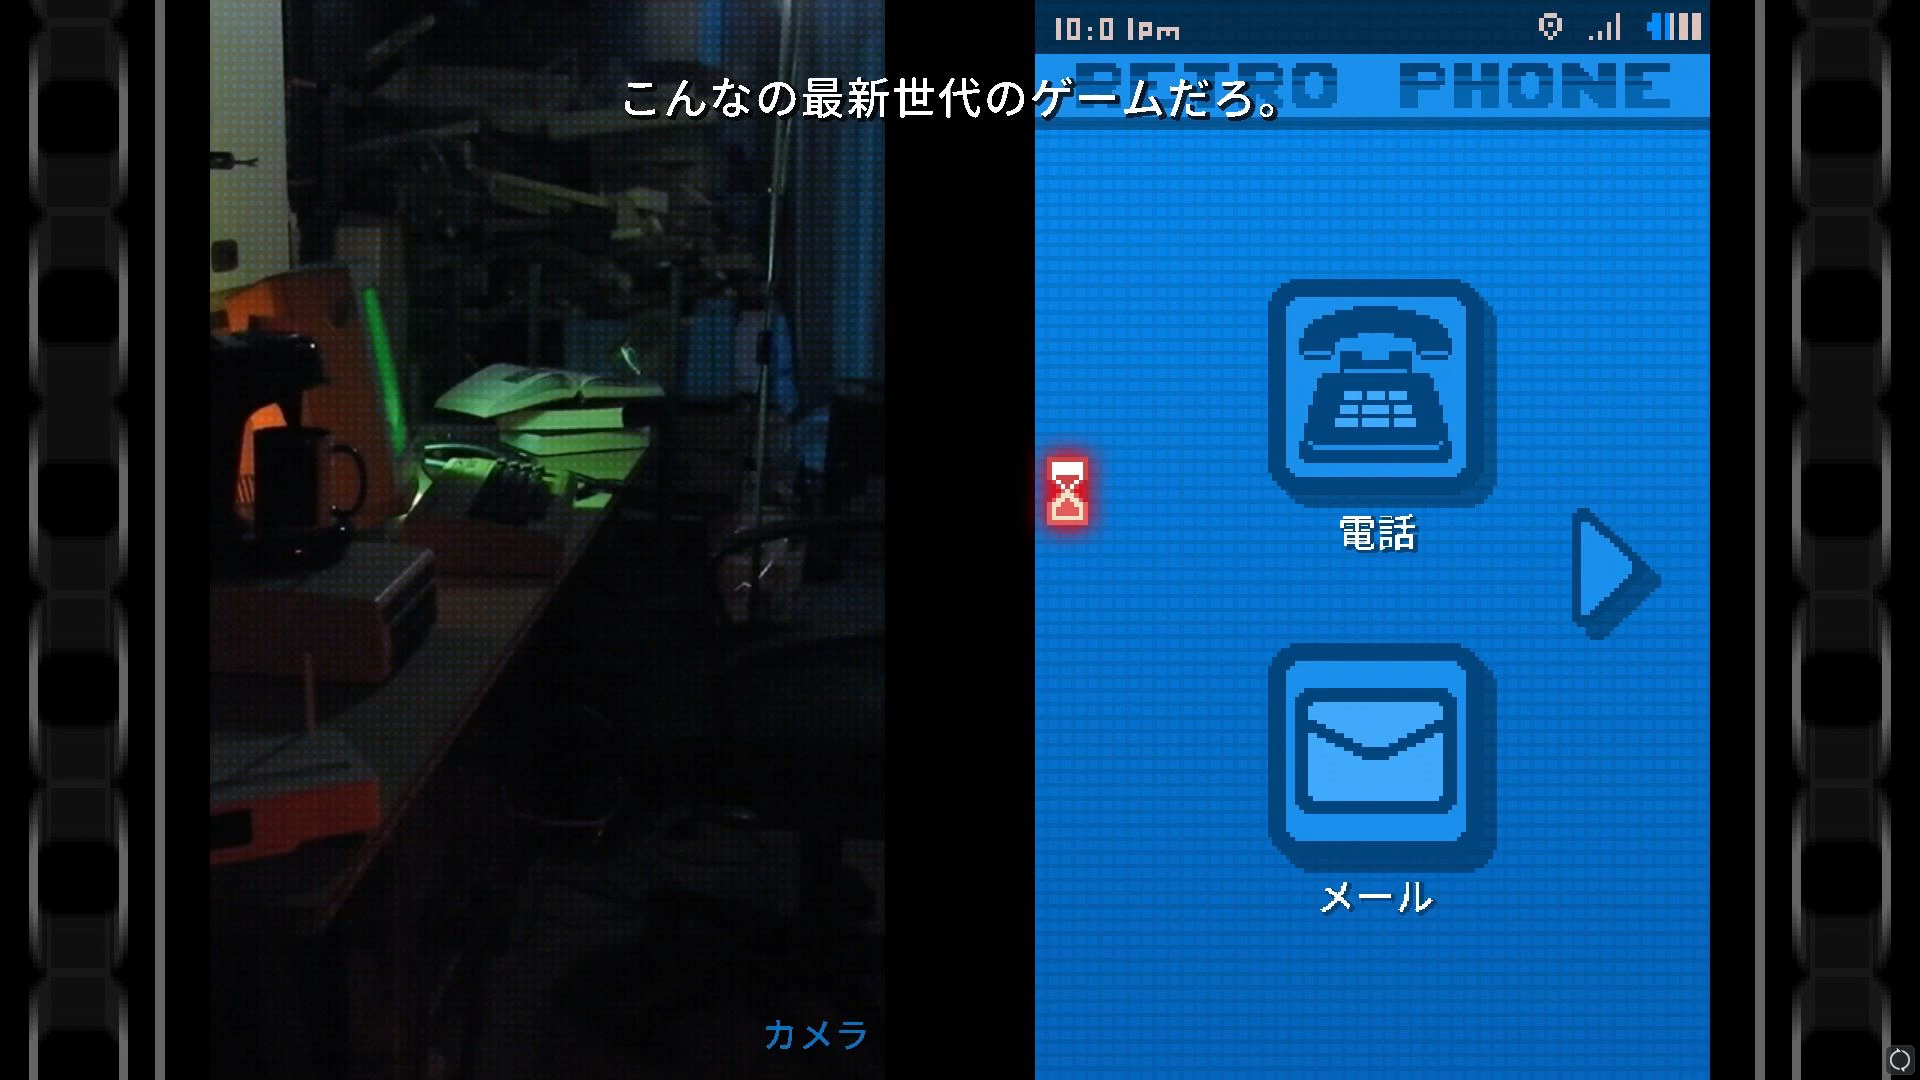 10:01pm
RETRO PHONE
こんなの最新世代のゲームだろ。
電話
メール
カメラ